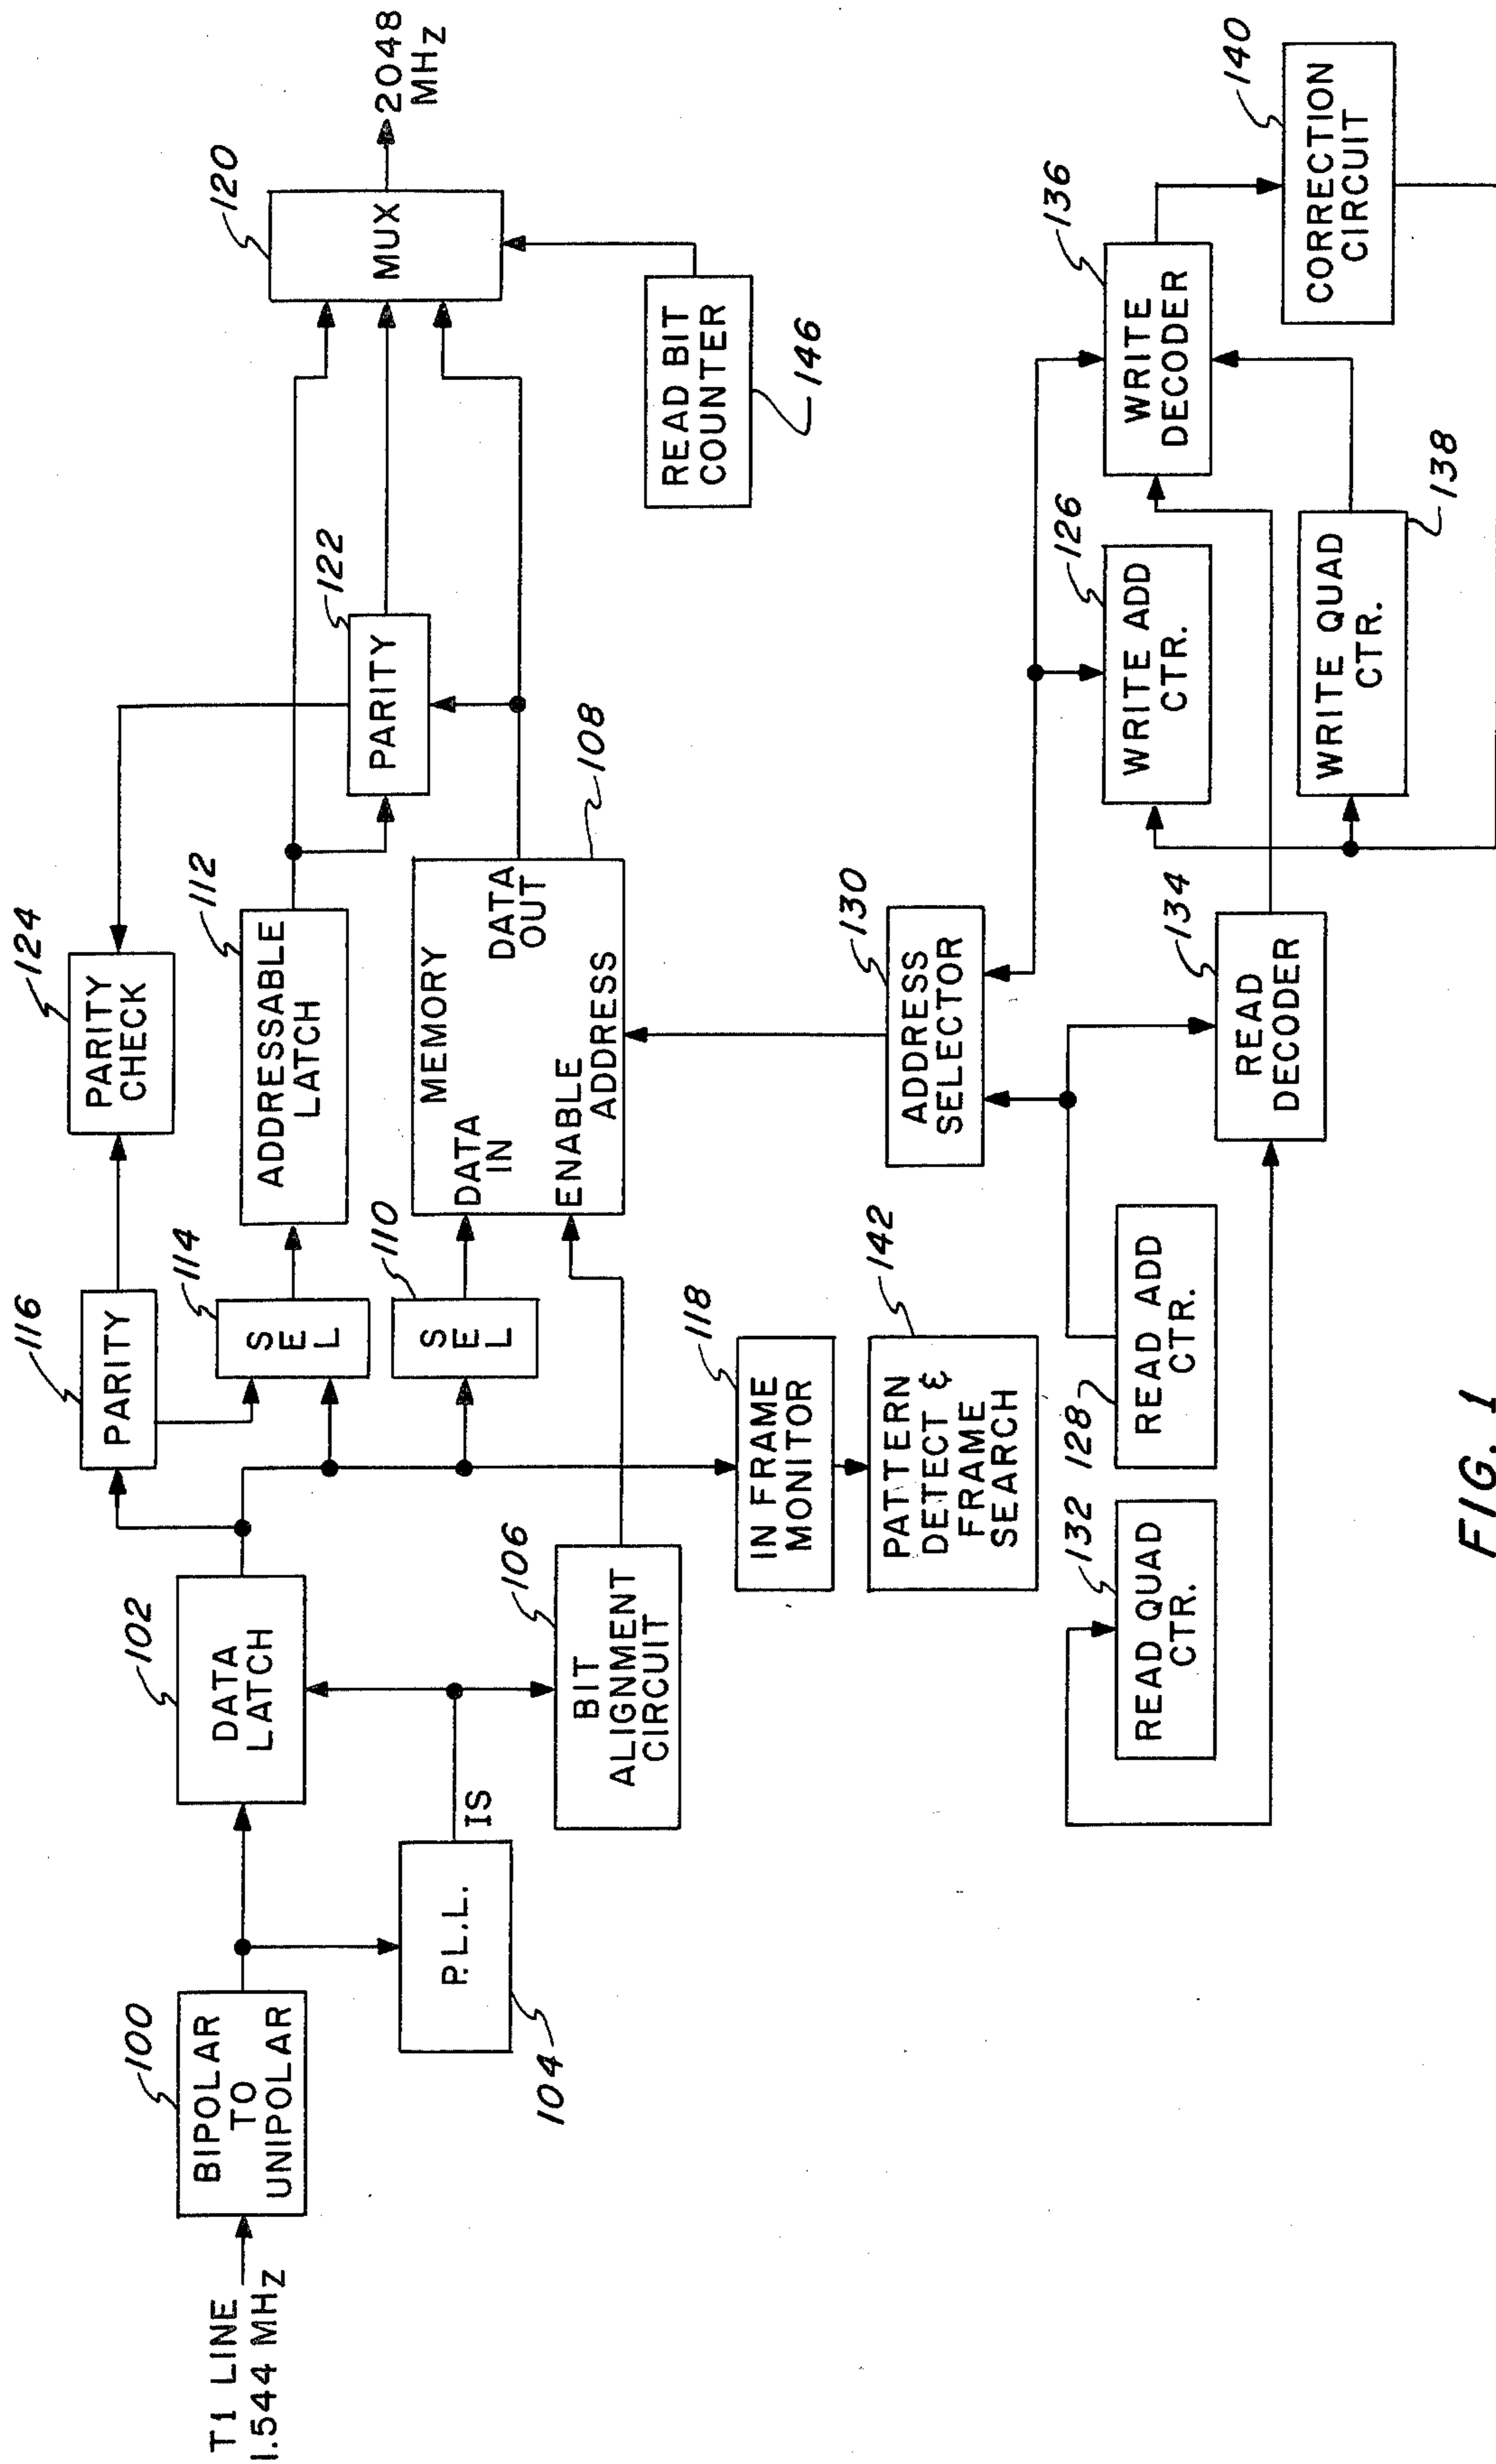 T1 LINE
1.544 MHz
100
BIPOLAR
TO
UNIPOLAR
P.L.L.
104
IS
102
DATA
LATCH
106
BIT
ALIGNMENT
CIRCUIT
116
PARITY
114
SEL
110
SEL
124
PARITY
CHECK
112
ADDRESSABLE
LATCH
MEMORY
DATA
IN
DATA
OUT
ENABLE
ADDRESS
108
122
PARITY
120
MUX
2048
MHz
READ BIT
COUNTER
146
118
IN FRAME
MONITOR
142
PATTERN
DETECT &
FRAME
SEARCH
132
READ QUAD
CTR.
128
READ ADD
CTR.
130
ADDRESS
SELECTOR
134
READ
DECODER
126
WRITE ADD
CTR.
WRITE QUAD
CTR.
138
136
WRITE
DECODER
140
CORRECTION
CIRCUIT
FIG. 1